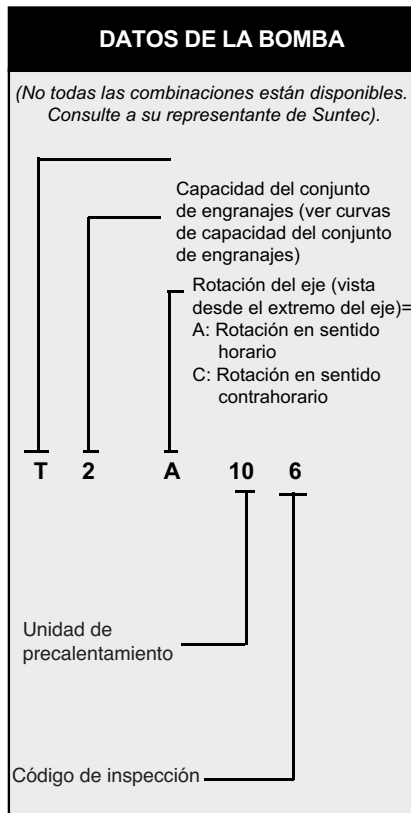 DATOS DE LA BOMBA
(No todas las combinaciones están disponibles.
Consulte a su representante de Suntec).
Capacidad del conjunto
de engranajes (ver curvas
de capacidad del conjunto
de engranajes)
Rotación del eje (vista
desde el extremo del eje)=
A: Rotación en sentido
horario
C: Rotación en sentido
contrahorario
T 2 A 10 6
Unidad de
precalentamiento
Código de inspección